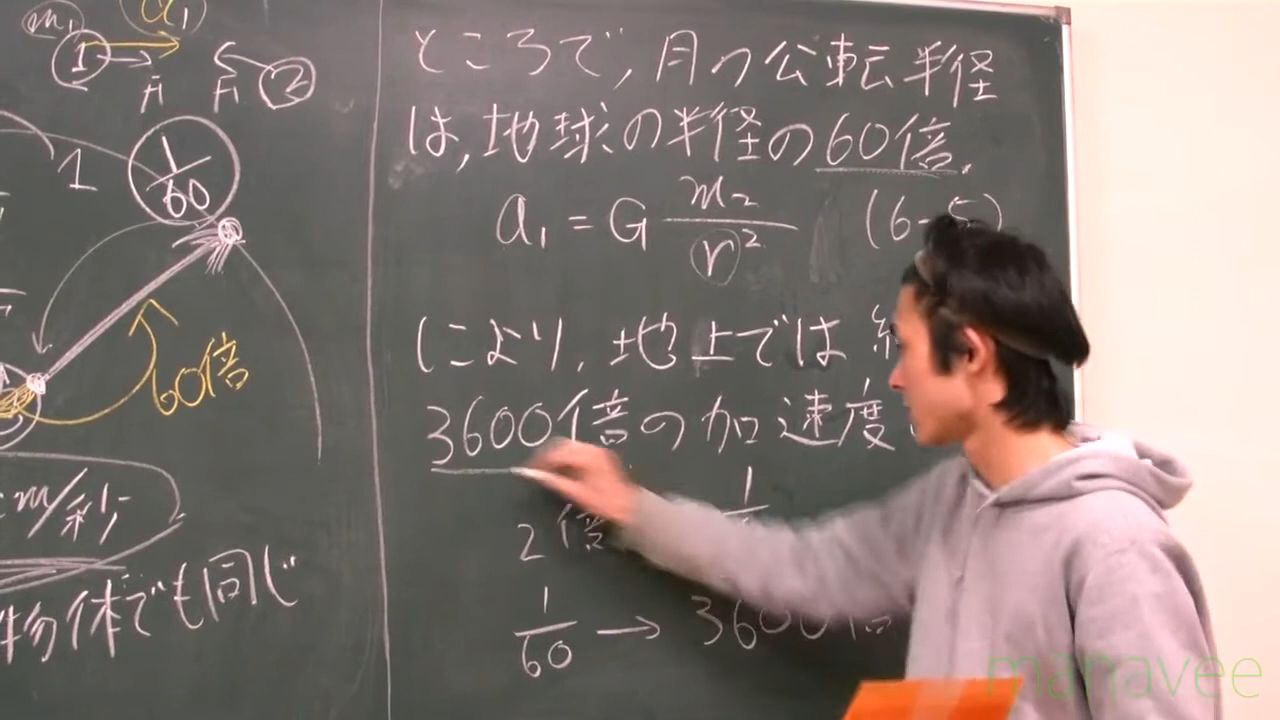 m₁
a₁
1
2
1
1/60
60倍
m/秒
物体でも同じ
ところで,月の公転半径
は,地球の半径の60倍.
a₁ = G m₂/r² (6-5)
により,地上では
3600倍の加速度
2倍
1/60 → 3600倍
manavee